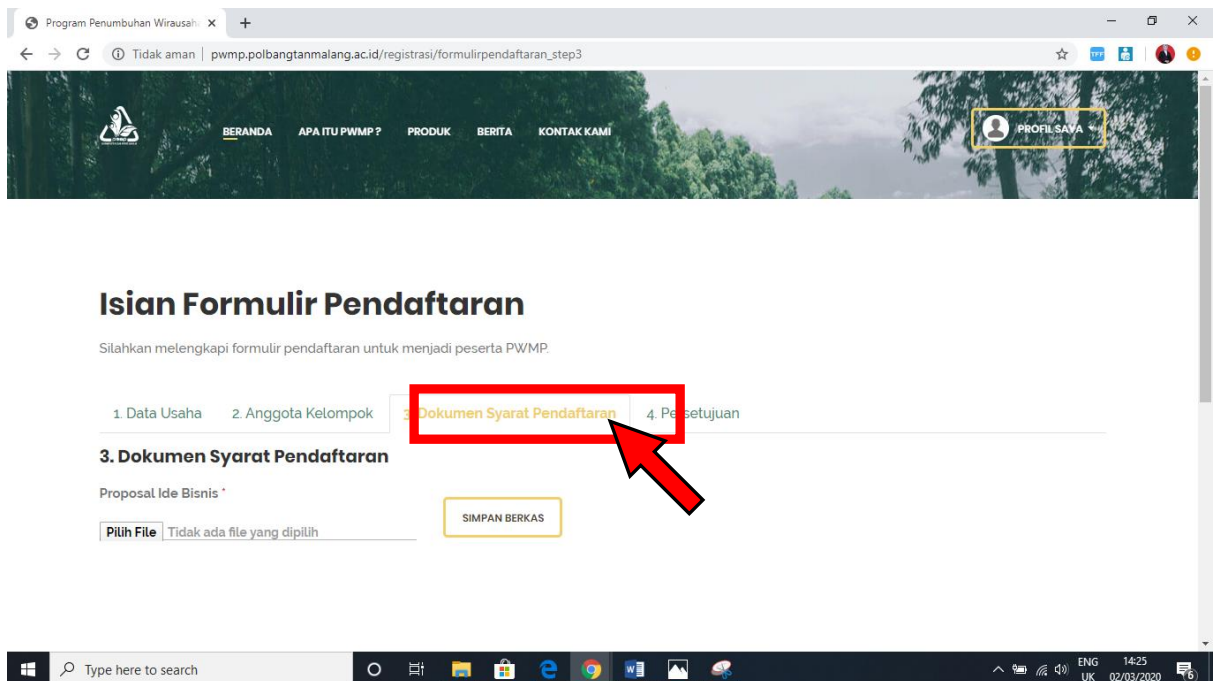 Program Penumbuhan Wirausah
Tidak aman | pwmp.polbangtanmalang.ac.id/registrasi/formulirpendaftaran_step3
BERANDA APA ITU PWMP ? PRODUK BERITA KONTAK KAMI PROFIL SAYA
Isian Formulir Pendaftaran
Silahkan melengkapi formulir pendaftaran untuk menjadi peserta PWMP.
1. Data Usaha 2. Anggota Kelompok 3. Dokumen Syarat Pendaftaran 4. Persetujuan
3. Dokumen Syarat Pendaftaran
Proposal Ide Bisnis *
Pilih File Tidak ada file yang dipilih
SIMPAN BERKAS
Type here to search
ENG 14:25
UK 02/03/2020
6